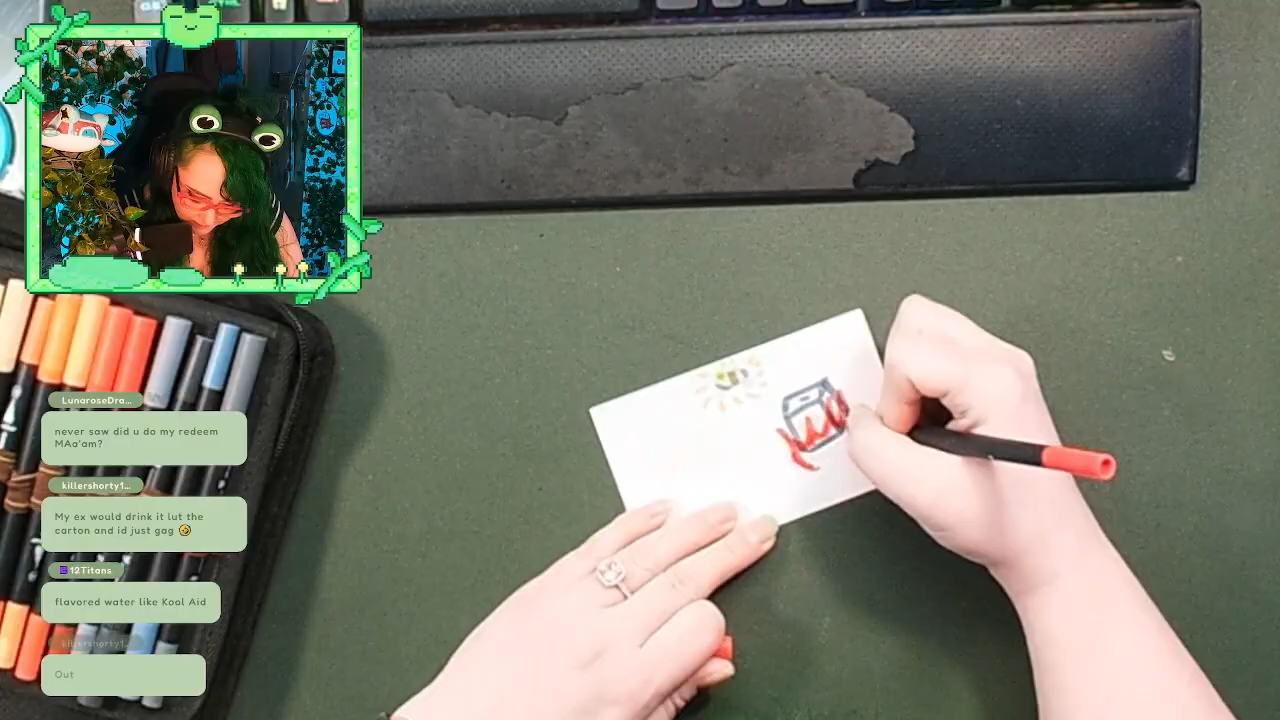 LunaroseDra...
never saw did u do my redeem
MAa'am?
killershorty1...
My ex would drink it lut the
carton and id just gag
12Titans
flavored water like Kool Aid
killershorty1...
Out